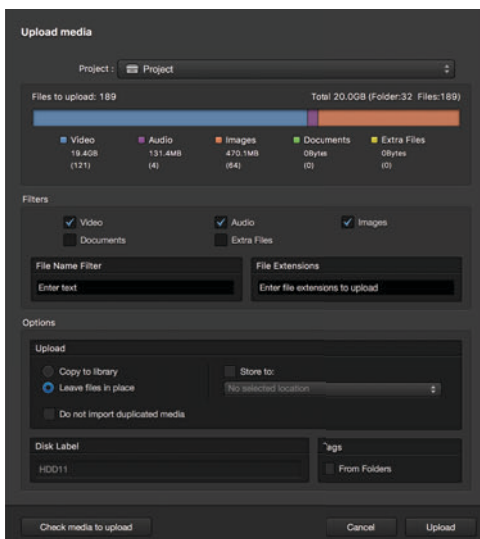 Upload media
Project : Project
Files to upload: 189 Total 20.0GB (Folder:32 Files:189)
Video Audio Images Documents Extra Files
19.4GB 131.4MB 470.1MB 0Bytes 0Bytes
(121) (4) (64) (0) (0)
Filters
Video Audio Images
Documents Extra Files
File Name Filter File Extensions
Enter text Enter file extensions to upload
Options
Upload
Copy to library Store to:
Leave files in place No selected location
Do not import duplicated media
Disk Label Tags
HDD11 From Folders
Check media to upload Cancel Upload